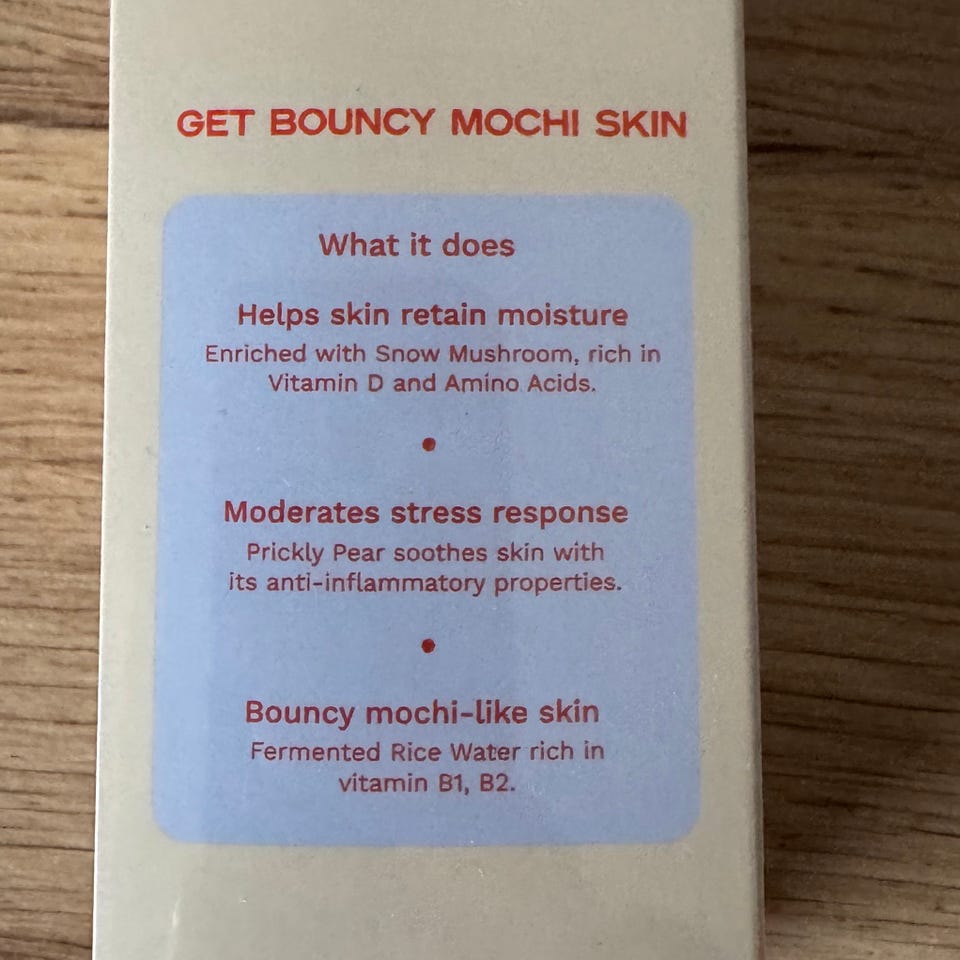 GET BOUNCY MOCHI SKIN
What it does
Helps skin retain moisture
Enriched with Snow Mushroom, rich in
Vitamin D and Amino Acids.
Moderates stress response
Prickly Pear soothes skin with
its anti-inflammatory properties.
Bouncy mochi-like skin
Fermented Rice Water rich in
vitamin B1, B2.